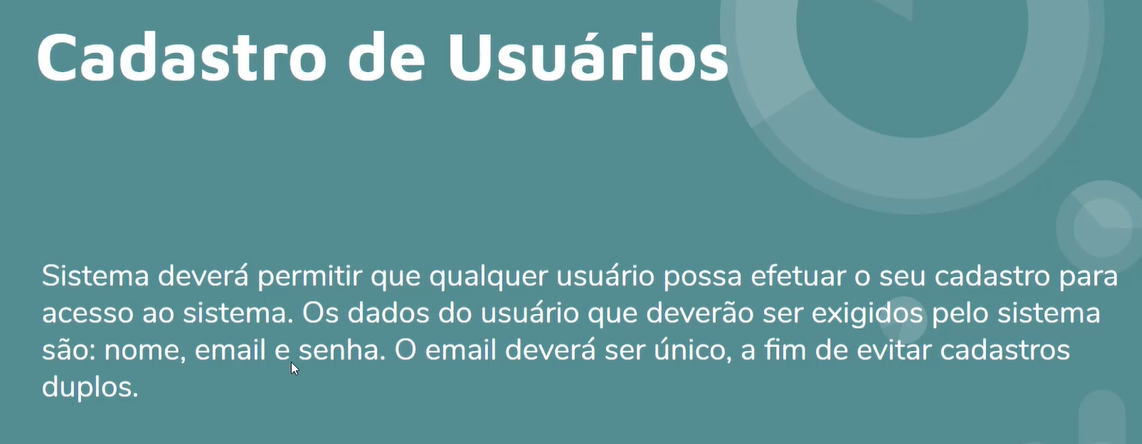 Cadastro de Usuários
Sistema deverá permitir que qualquer usuário possa efetuar o seu cadastro para
acesso ao sistema. Os dados do usuário que deverão ser exigidos pelo sistema
são: nome, email e senha. O email deverá ser único, a fim de evitar cadastros
duplos.